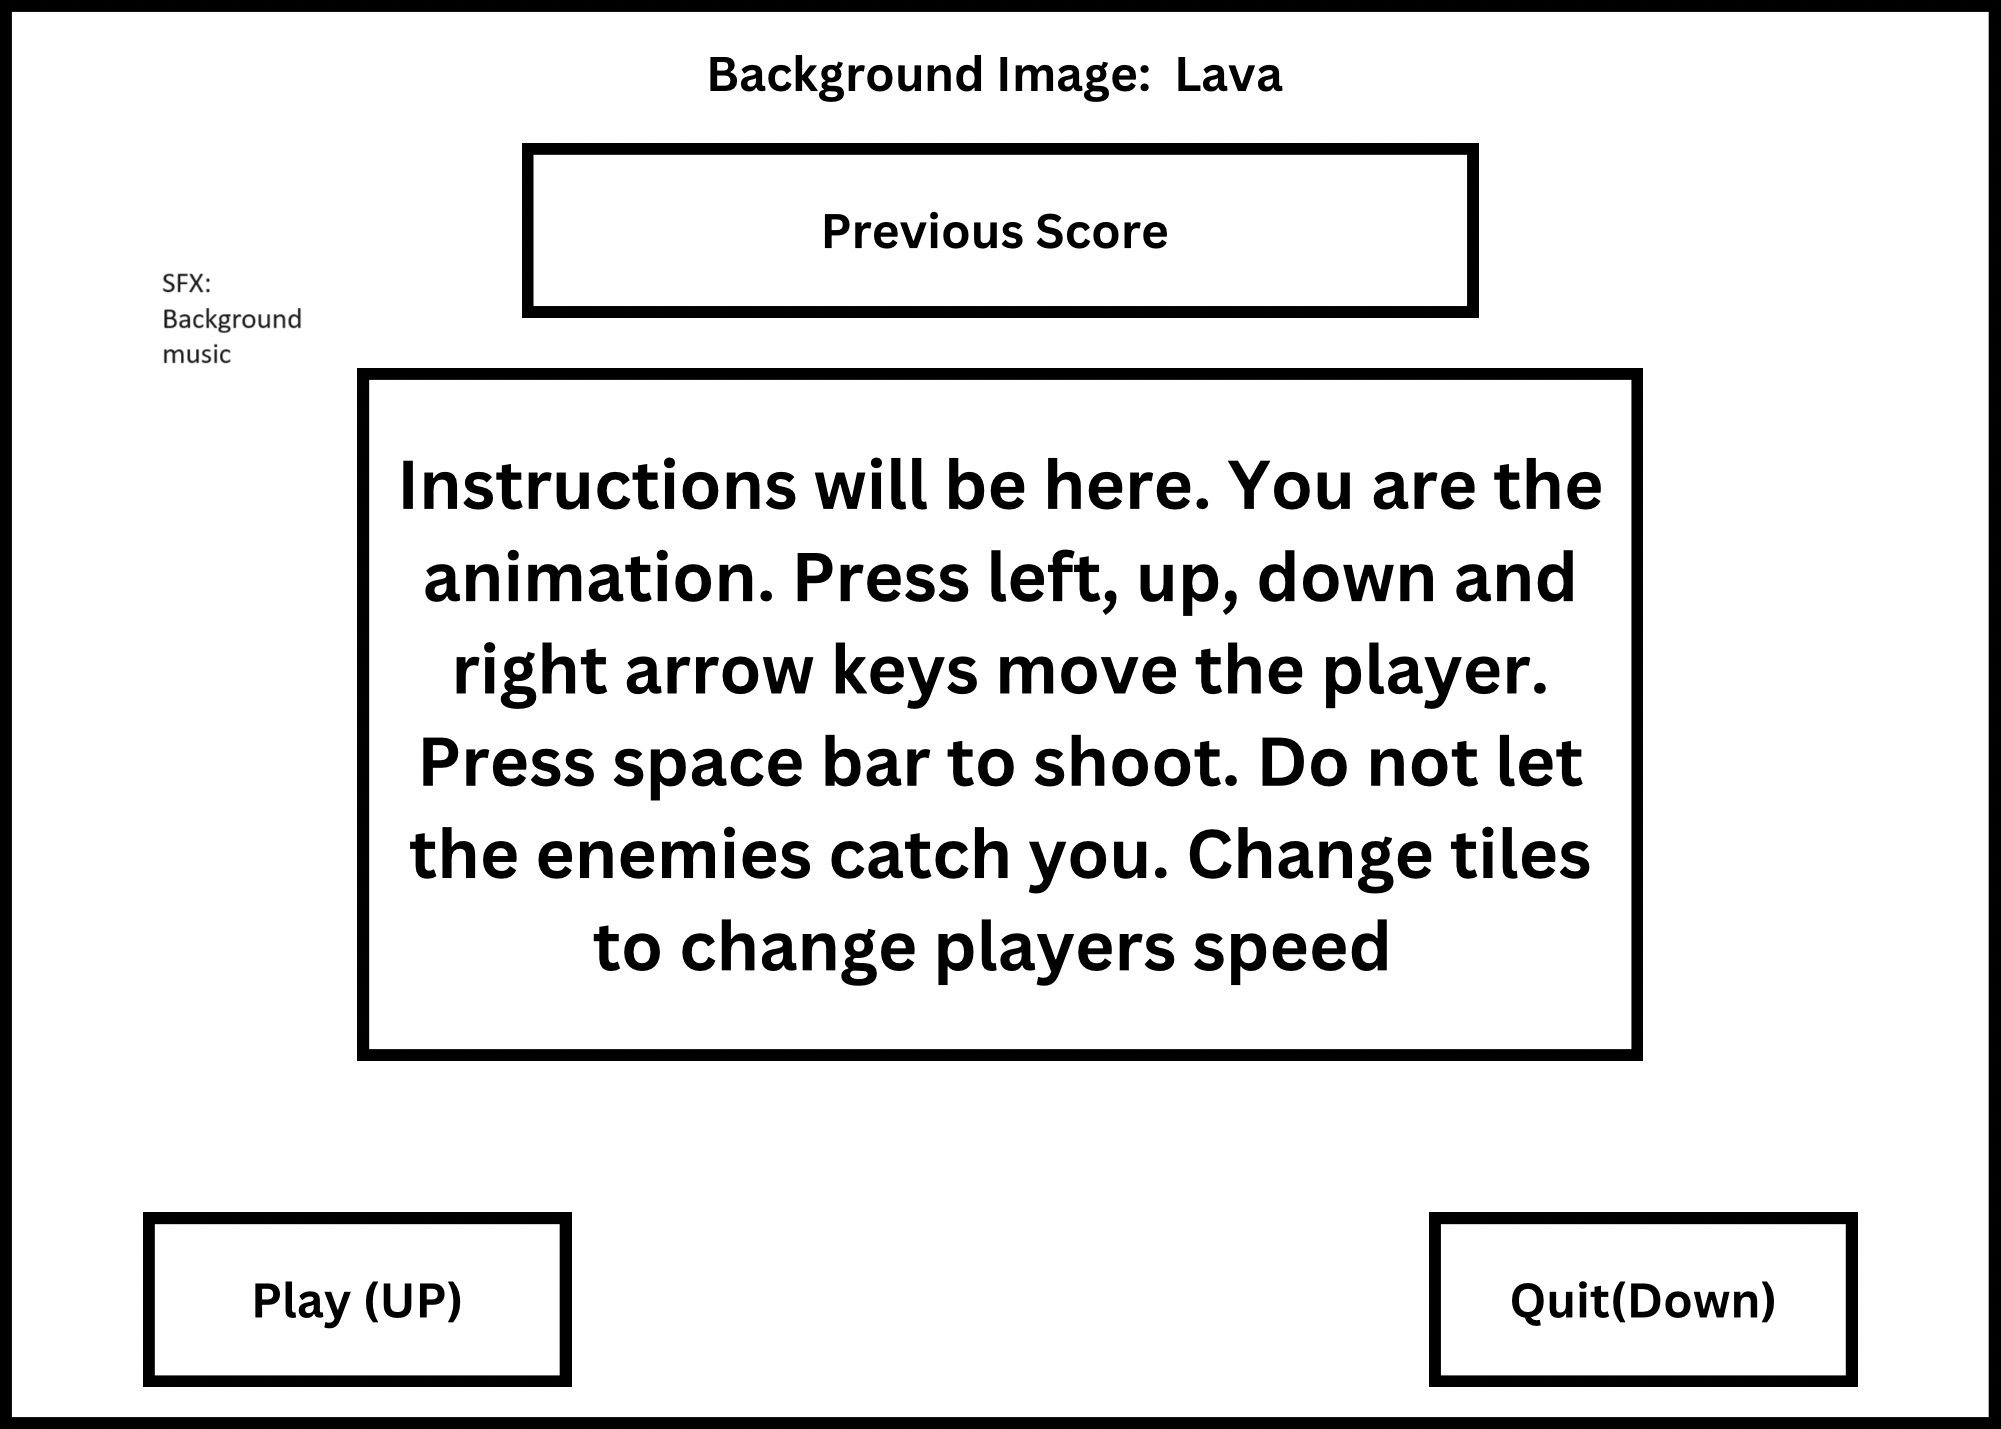 Background Image:  Lava
Previous Score
SFX:
Background
music
Instructions will be here. You are the
animation. Press left, up, down and
right arrow keys move the player.
Press space bar to shoot. Do not let
the enemies catch you. Change tiles
to change players speed
Play (UP)
Quit(Down)